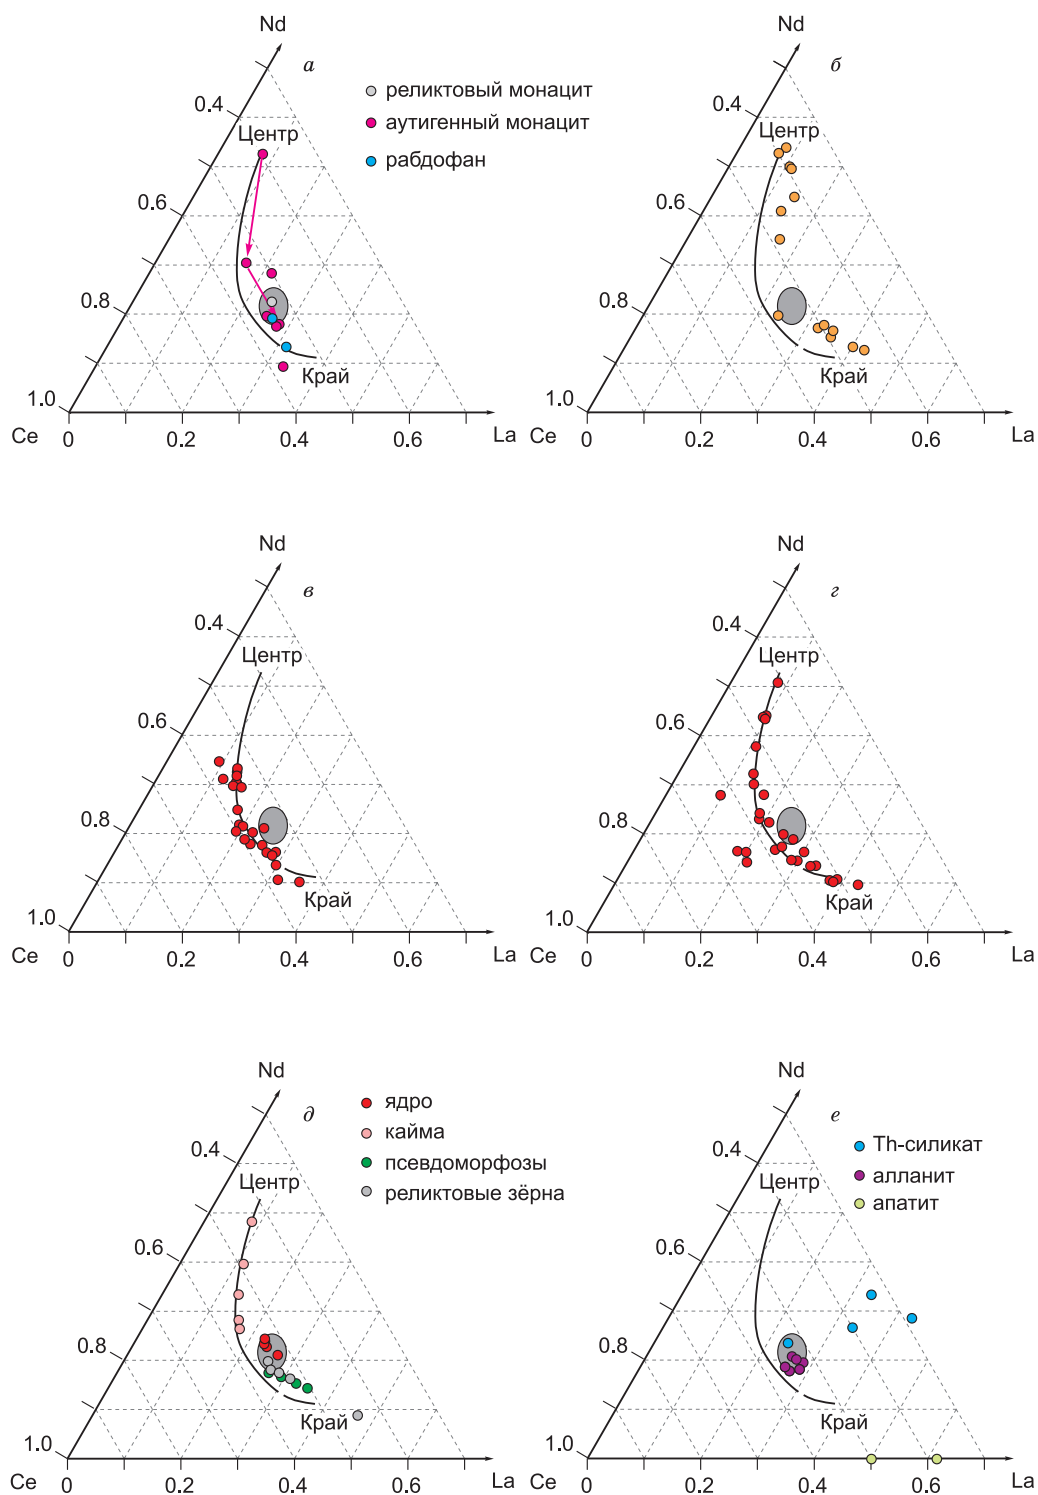 Nd
а
реликтовый монацит
аутигенный монацит
рабдофан
0.4
Центр
0.6
0.8
Край
1.0
Ce
0
0.2
0.4
0.6
La
Nd
б
0.4
Центр
0.6
0.8
Край
1.0
Ce
0
0.2
0.4
0.6
La
Nd
в
0.4
Центр
0.6
0.8
Край
1.0
Ce
0
0.2
0.4
0.6
La
Nd
г
0.4
Центр
0.6
0.8
Край
1.0
Ce
0
0.2
0.4
0.6
La
Nd
д
ядро
кайма
псевдоморфозы
реликтовые зёрна
0.4
Центр
0.6
0.8
Край
1.0
Ce
0
0.2
0.4
0.6
La
Nd
е
Th-силикат
алланит
апатит
0.4
Центр
0.6
0.8
Край
1.0
Ce
0
0.2
0.4
0.6
La